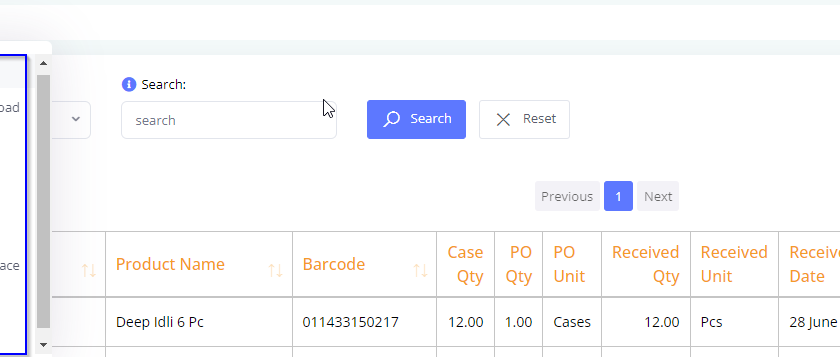 Search:
oad
search
Search
Reset
Previous 1 Next
ace
Product Name Barcode Case Qty PO Qty PO Unit Received Qty Received Unit Received Date
Deep Idli 6 Pc 011433150217 12.00 1.00 Cases 12.00 Pcs 28 June